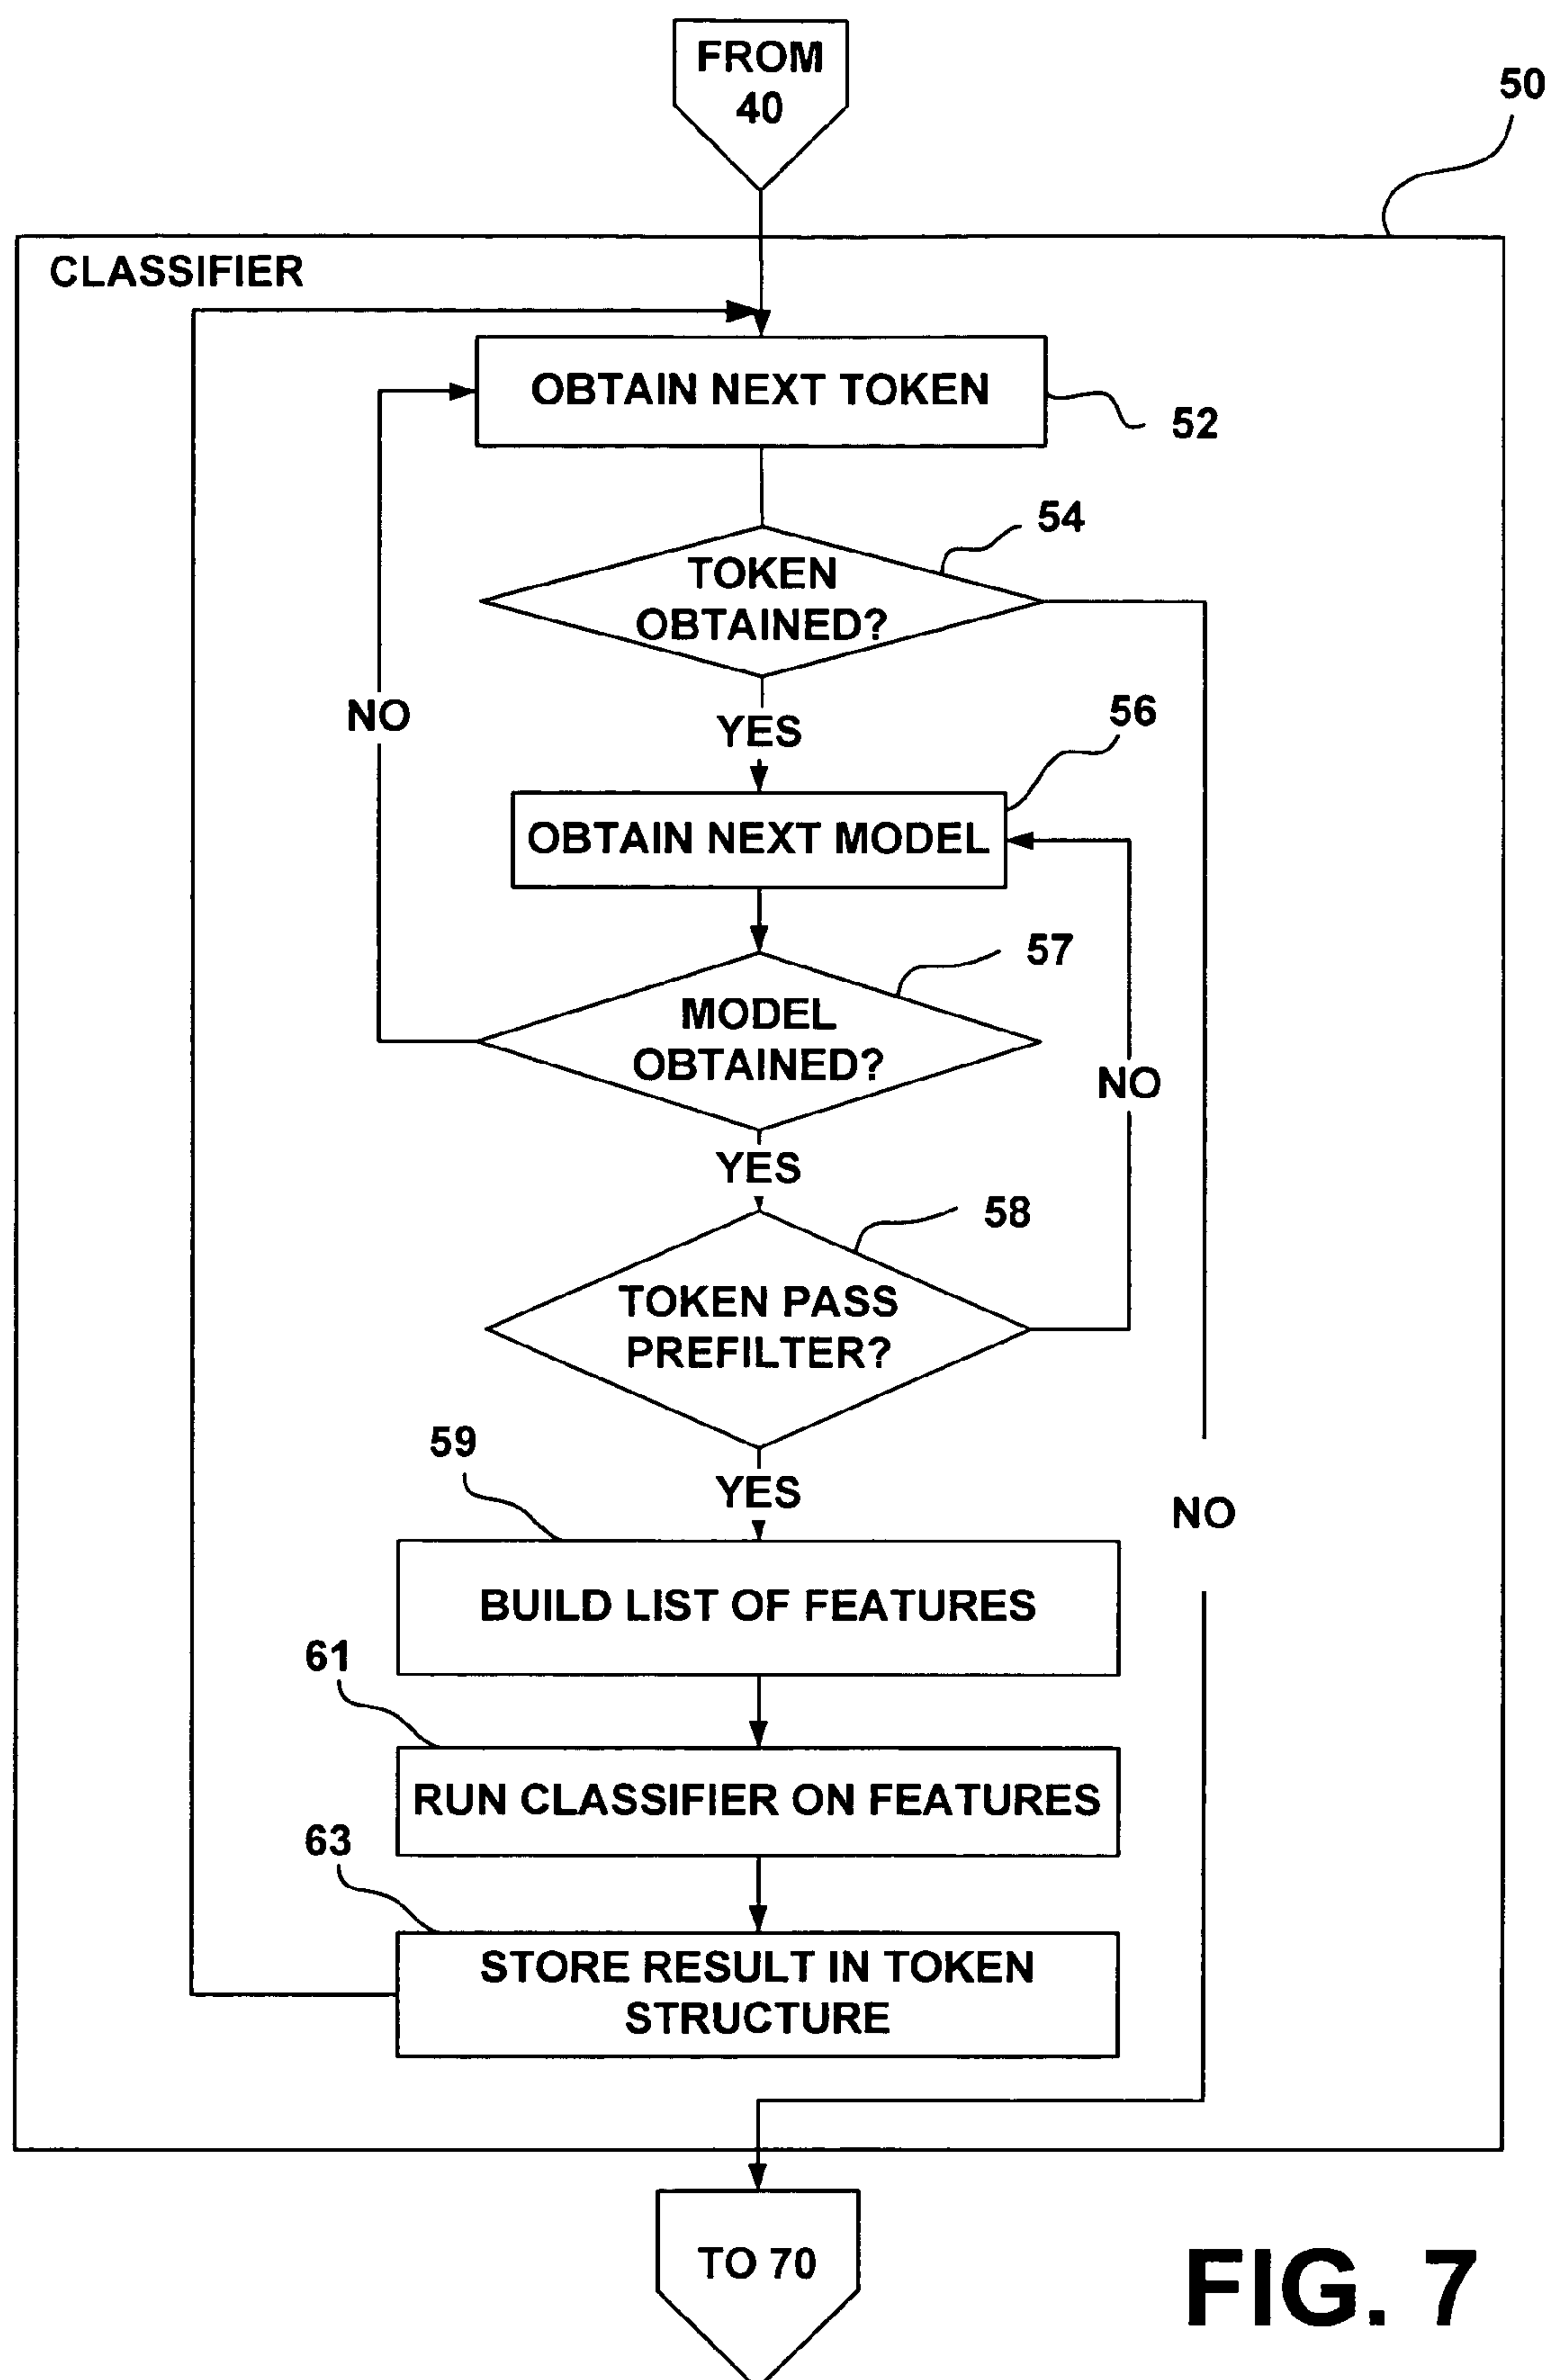 FROM
40
50
CLASSIFIER
OBTAIN NEXT TOKEN
52
54
TOKEN
OBTAINED?
NO
YES
56
OBTAIN NEXT MODEL
57
MODEL
OBTAINED?
NO
YES
58
TOKEN PASS
PREFILTER?
59
YES
NO
BUILD LIST OF FEATURES
61
RUN CLASSIFIER ON FEATURES
63
STORE RESULT IN TOKEN
STRUCTURE
TO 70
FIG. 7